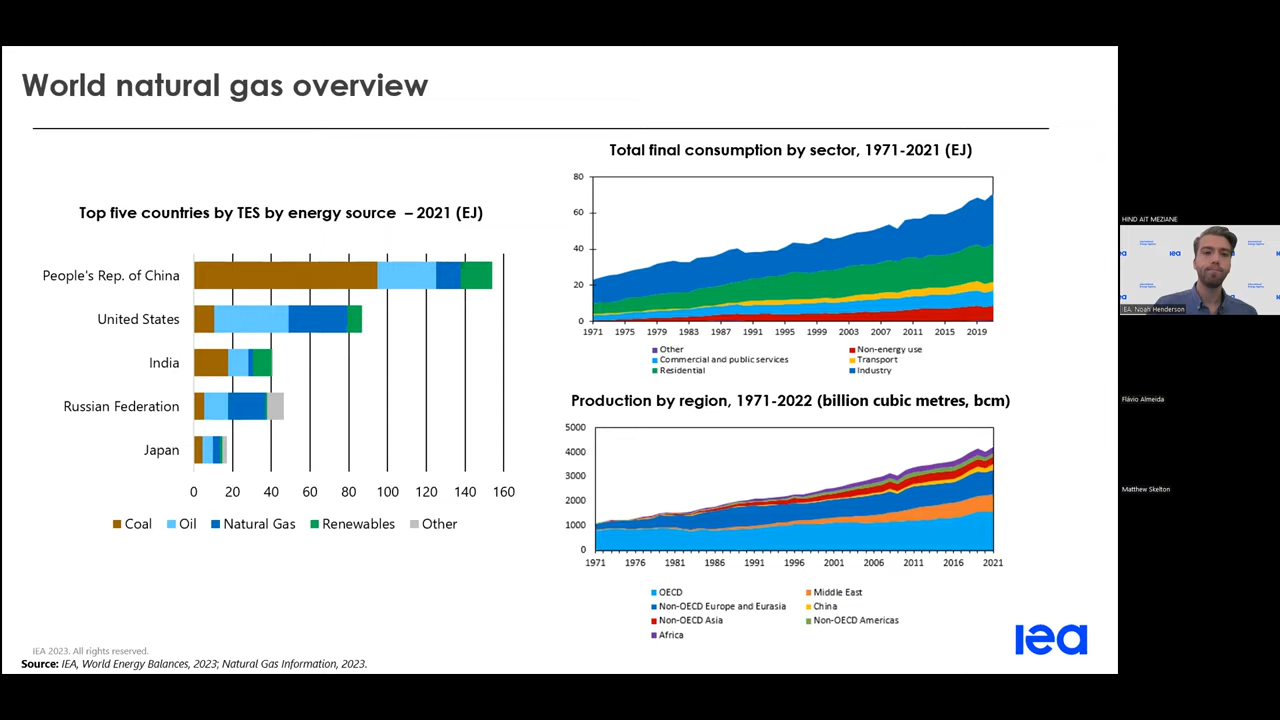 World natural gas overview
Top five countries by TES by energy source – 2021 (EJ)
People's Rep. of China
United States
India
Russian Federation
Japan
0 20 40 60 80 100 120 140 160
Coal Oil Natural Gas Renewables Other
Total final consumption by sector, 1971-2021 (EJ)
80
60
40
20
0
1971 1975 1979 1983 1987 1991 1995 1999 2003 2007 2011 2015 2019
Other Non-energy use
Commercial and public services Transport
Residential Industry
Production by region, 1971-2022 (billion cubic metres, bcm)
5000
4000
3000
2000
1000
0
1971 1976 1981 1986 1991 1996 2001 2006 2011 2016 2021
OECD Middle East
Non-OECD Europe and Eurasia China
Non-OECD Asia Non-OECD Americas
Africa
IEA 2023. All rights reserved.
Source: IEA, World Energy Balances, 2023; Natural Gas Information, 2023.
iea
HIND AIT MEZIANE
iea
IEA: Noah Henderson
Flávio Almeida
Matthew Skelton